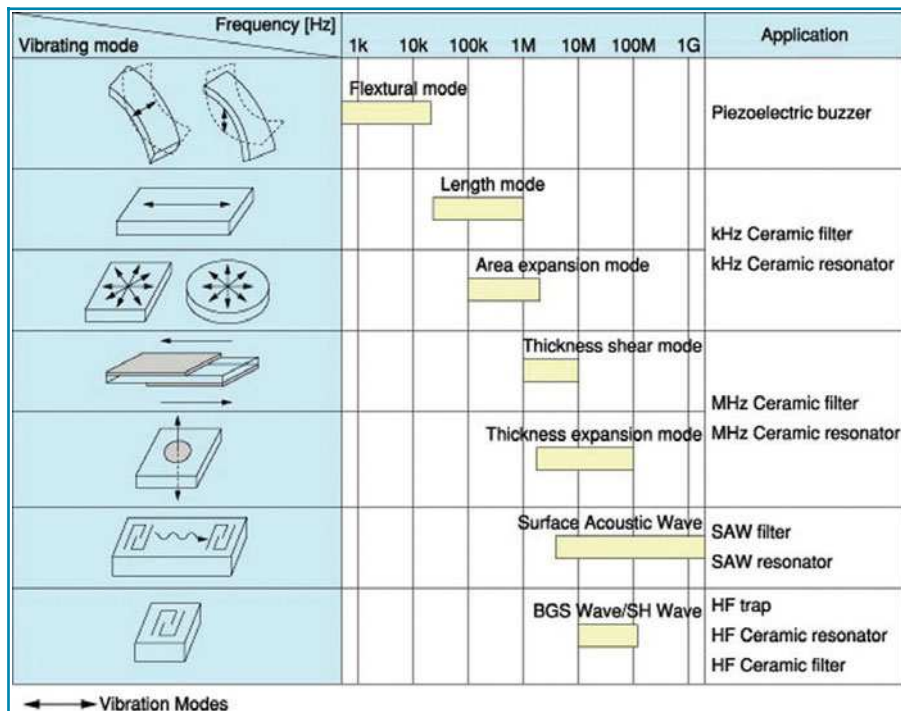 Frequency [Hz]
Vibrating mode
1k 10k 100k 1M 10M 100M 1G
Application
Flextural mode
Piezoelectric buzzer
Length mode
kHz Ceramic filter
kHz Ceramic resonator
Area expansion mode
Thickness shear mode
MHz Ceramic filter
MHz Ceramic resonator
Thickness expansion mode
Surface Acoustic Wave
SAW filter
SAW resonator
BGS Wave/SH Wave
HF trap
HF Ceramic resonator
HF Ceramic filter
Vibration Modes